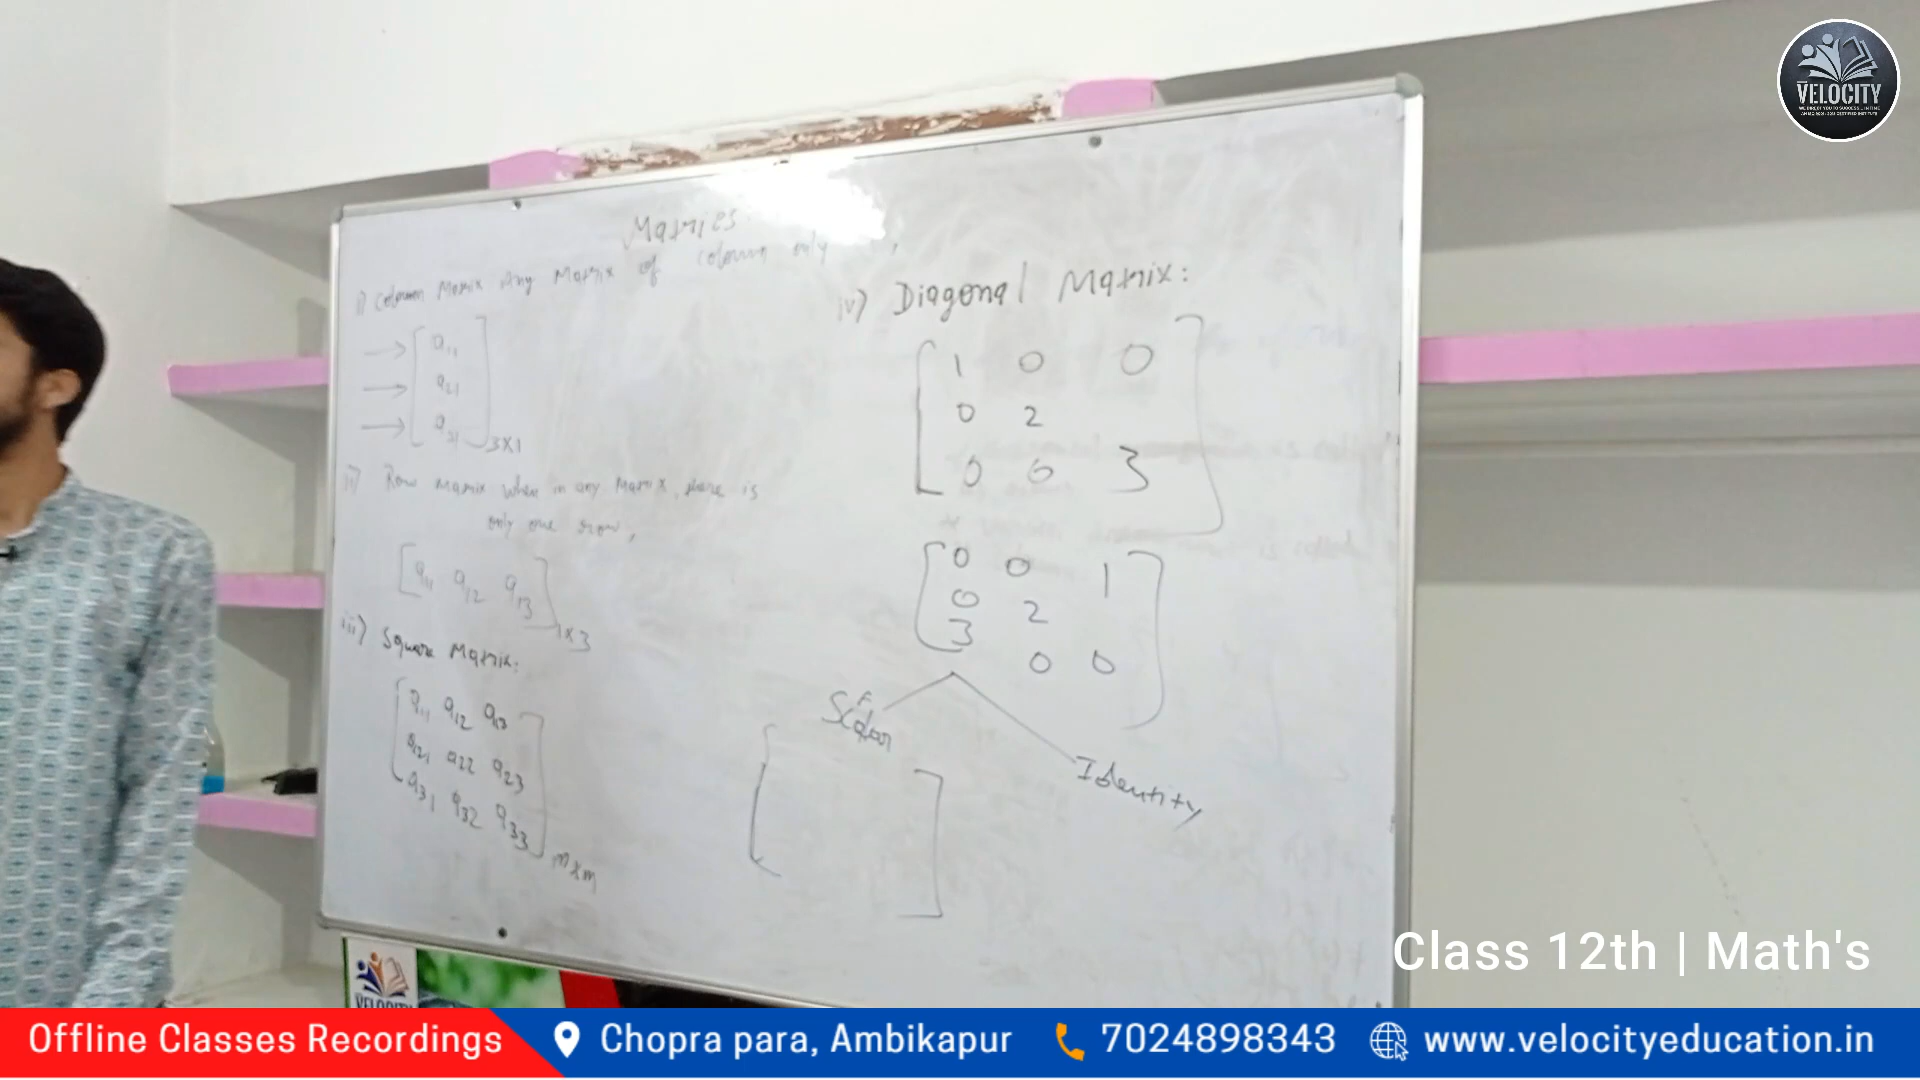 Matrices
i) Coloumn Matrix Any Matrix of coloumn only
a11
a21
a31
3x1
ii) Row Matrix when in any Matrix, there is
only one row,
a11 a12 a13
1x3
iii) Square Matrix:
a11 a12 a13
a21 a22 a23
a31 a32 a33
mxm
iv) Diagonal Matrix:
1 0 0
0 2
0 0 3
0 0 1
0 2
3
0 0
Scalar
Identity
VELOCITY
VELOCITY
Class 12th | Math's
Offline Classes Recordings
Chopra para, Ambikapur
7024898343
www.velocityeducation.in